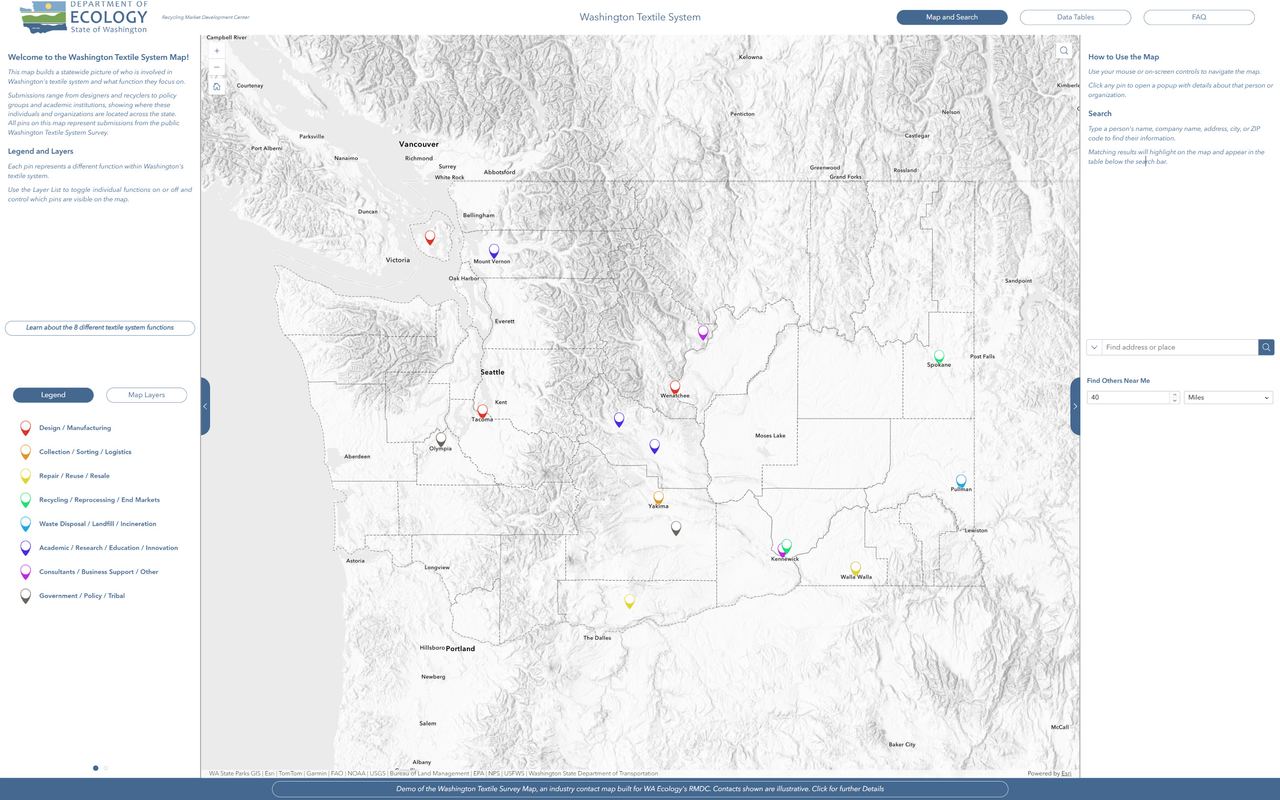 DEPARTMENT OF
ECOLOGY
State of Washington
Recycling Market Development Center
Washington Textile System
Map and Search
Data Tables
FAQ
Welcome to the Washington Textile System Map!
This map builds a statewide picture of who is involved in
Washington's textile system and what function they focus on.
Submissions range from designers and recyclers to policy
groups and academic institutions, showing where these
individuals and organizations are located across the state.
All pins on this map represent submissions from the public
Washington Textile System Survey.
Legend and Layers
Each pin represents a different function within Washington's
textile system.
Use the Layer List to toggle individual functions on or off and
control which pins are visible on the map.
Learn about the 8 different textile system functions
Legend
Map Layers
Design / Manufacturing
Collection / Sorting / Logistics
Repair / Reuse / Resale
Recycling / Reprocessing / End Markets
Waste Disposal / Landfill / Incineration
Academic / Research / Education / Innovation
Consultants / Business Support / Other
Government / Policy / Tribal
Campbell River
Courtenay
Kelowna
Kimberle
Penticton
Nelson
Parksville
Castlegar
Port Alberni
Vancouver
Nanaimo
Richmond
Surrey
Abbotsford
White Rock
Greenwood
Grand Forks
Rossland
Duncan
Bellingham
Victoria
Mount Vernon
Oak Harbor
Sandpoint
Everett
Post Falls
Spokane
Seattle
Kent
Wenatchee
Tacoma
Moses Lake
Olympia
Aberdeen
Pullman
Yakima
Lewiston
Kennewick
Astoria
Longview
Walla Walla
The Dalles
Hillsboro
Portland
Newberg
Salem
McCall
Baker City
Albany
WA State Parks GIS | Esri | TomTom | Garmin | FAO | NOAA | USGS | Bureau of Land Management | EPA | NPS | USFWS | Washington State Department of Transportation
Powered by Esri
How to Use the Map
Use your mouse or on-screen controls to navigate the map.
Click any pin to open a popup with details about that person or
organization.
Search
Type a person's name, company name, address, city, or ZIP
code to find their information.
Matching results will highlight on the map and appear in the
table below the search bar.
Find address or place
Find Others Near Me
40
Miles
Demo of the Washington Textile Survey Map, an industry contact map built for WA Ecology's RMDC. Contacts shown are illustrative. Click for further Details